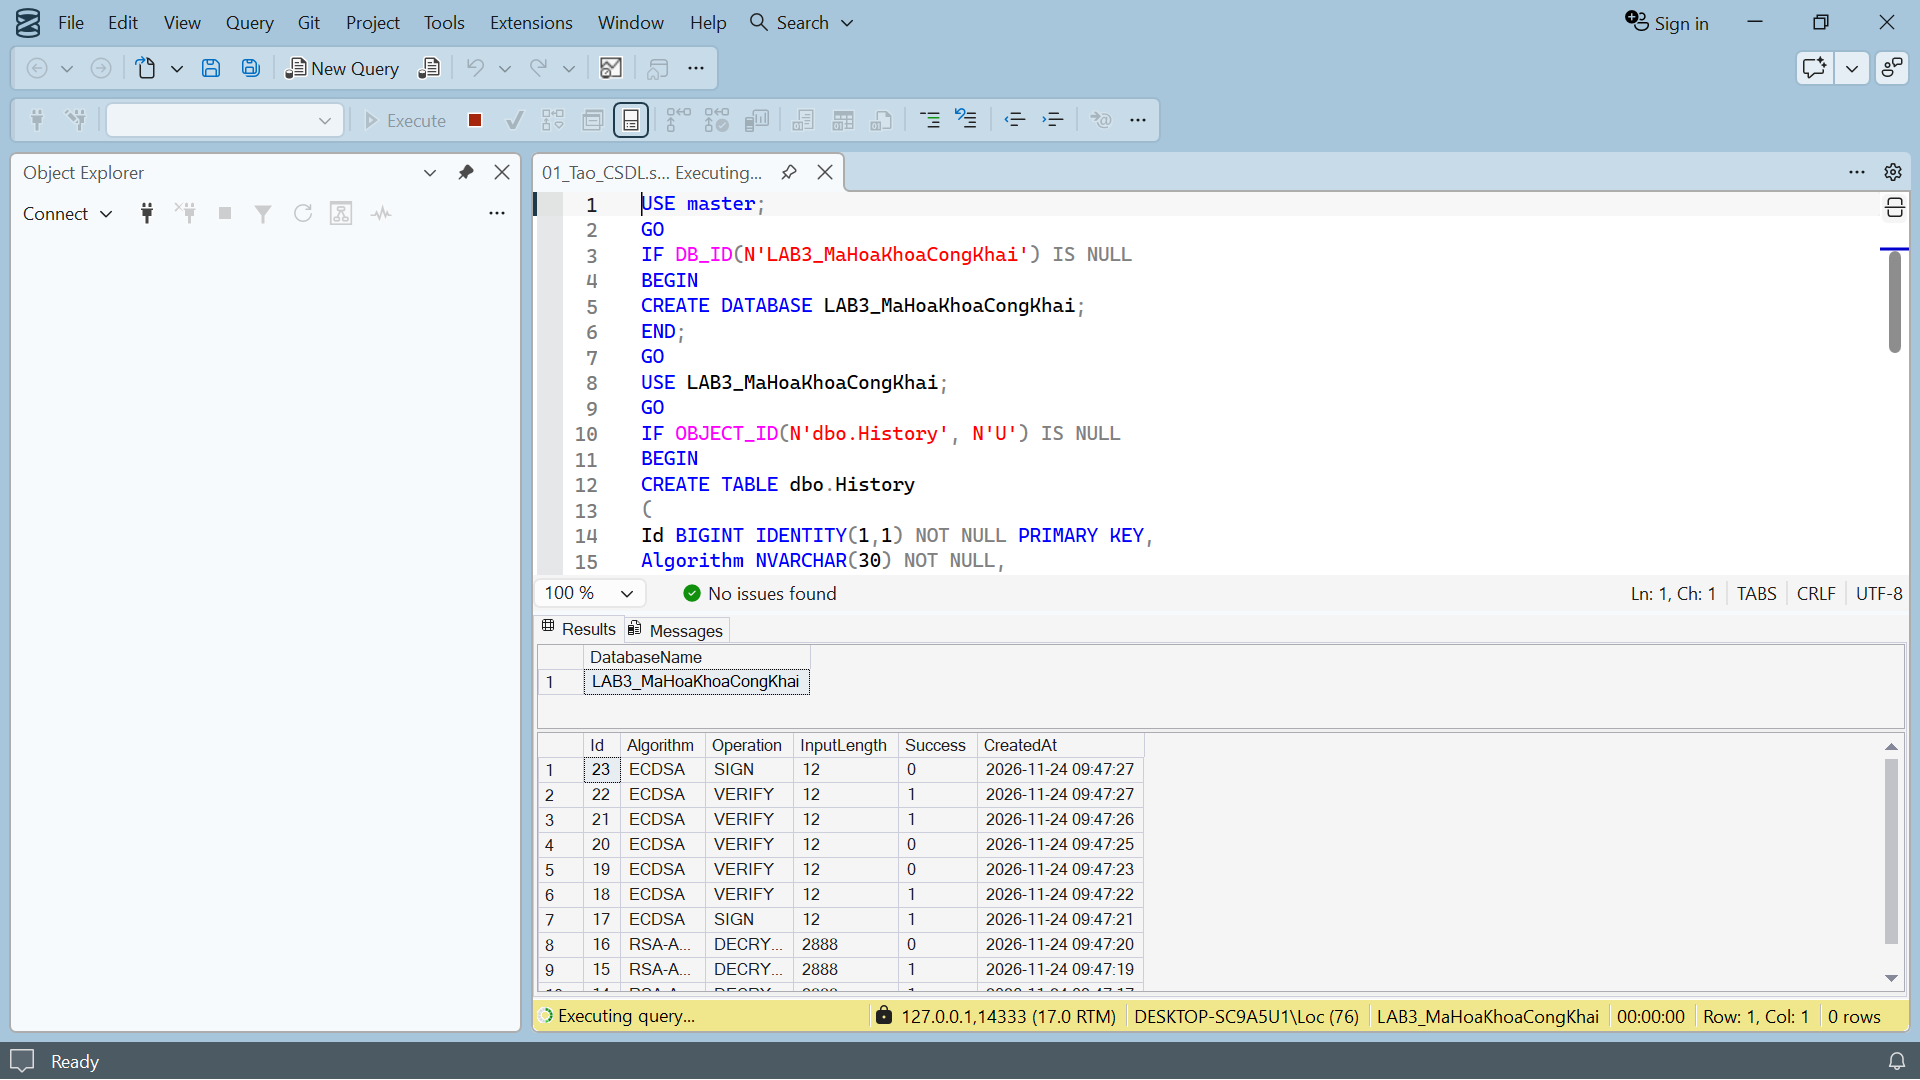 File Edit View Query Git Project Tools Extensions Window Help Search Sign in
New Query
Execute
Object Explorer
Connect
01_Tao_CSDL.s... Executing...
1 USE master;
2 GO
3 IF DB_ID(N'LAB3_MaHoaKhoaCongKhai') IS NULL
4 BEGIN
5 CREATE DATABASE LAB3_MaHoaKhoaCongKhai;
6 END;
7 GO
8 USE LAB3_MaHoaKhoaCongKhai;
9 GO
10 IF OBJECT_ID(N'dbo.History', N'U') IS NULL
11 BEGIN
12 CREATE TABLE dbo.History
13 (
14 Id BIGINT IDENTITY(1,1) NOT NULL PRIMARY KEY,
15 Algorithm NVARCHAR(30) NOT NULL,
100 % No issues found Ln: 1, Ch: 1 TABS CRLF UTF-8
Results Messages
DatabaseName
1 LAB3_MaHoaKhoaCongKhai
Id Algorithm Operation InputLength Success CreatedAt
1 23 ECDSA SIGN 12 0 2026-11-24 09:47:27
2 22 ECDSA VERIFY 12 1 2026-11-24 09:47:27
3 21 ECDSA VERIFY 12 1 2026-11-24 09:47:26
4 20 ECDSA VERIFY 12 0 2026-11-24 09:47:25
5 19 ECDSA VERIFY 12 0 2026-11-24 09:47:23
6 18 ECDSA VERIFY 12 1 2026-11-24 09:47:22
7 17 ECDSA SIGN 12 1 2026-11-24 09:47:21
8 16 RSA-A... DECRY... 2888 0 2026-11-24 09:47:20
9 15 RSA-A... DECRY... 2888 1 2026-11-24 09:47:19
Executing query... 127.0.0.1,14333 (17.0 RTM) DESKTOP-SC9A5U1\Loc (76) LAB3_MaHoaKhoaCongKhai 00:00:00 Row: 1, Col: 1 0 rows
Ready